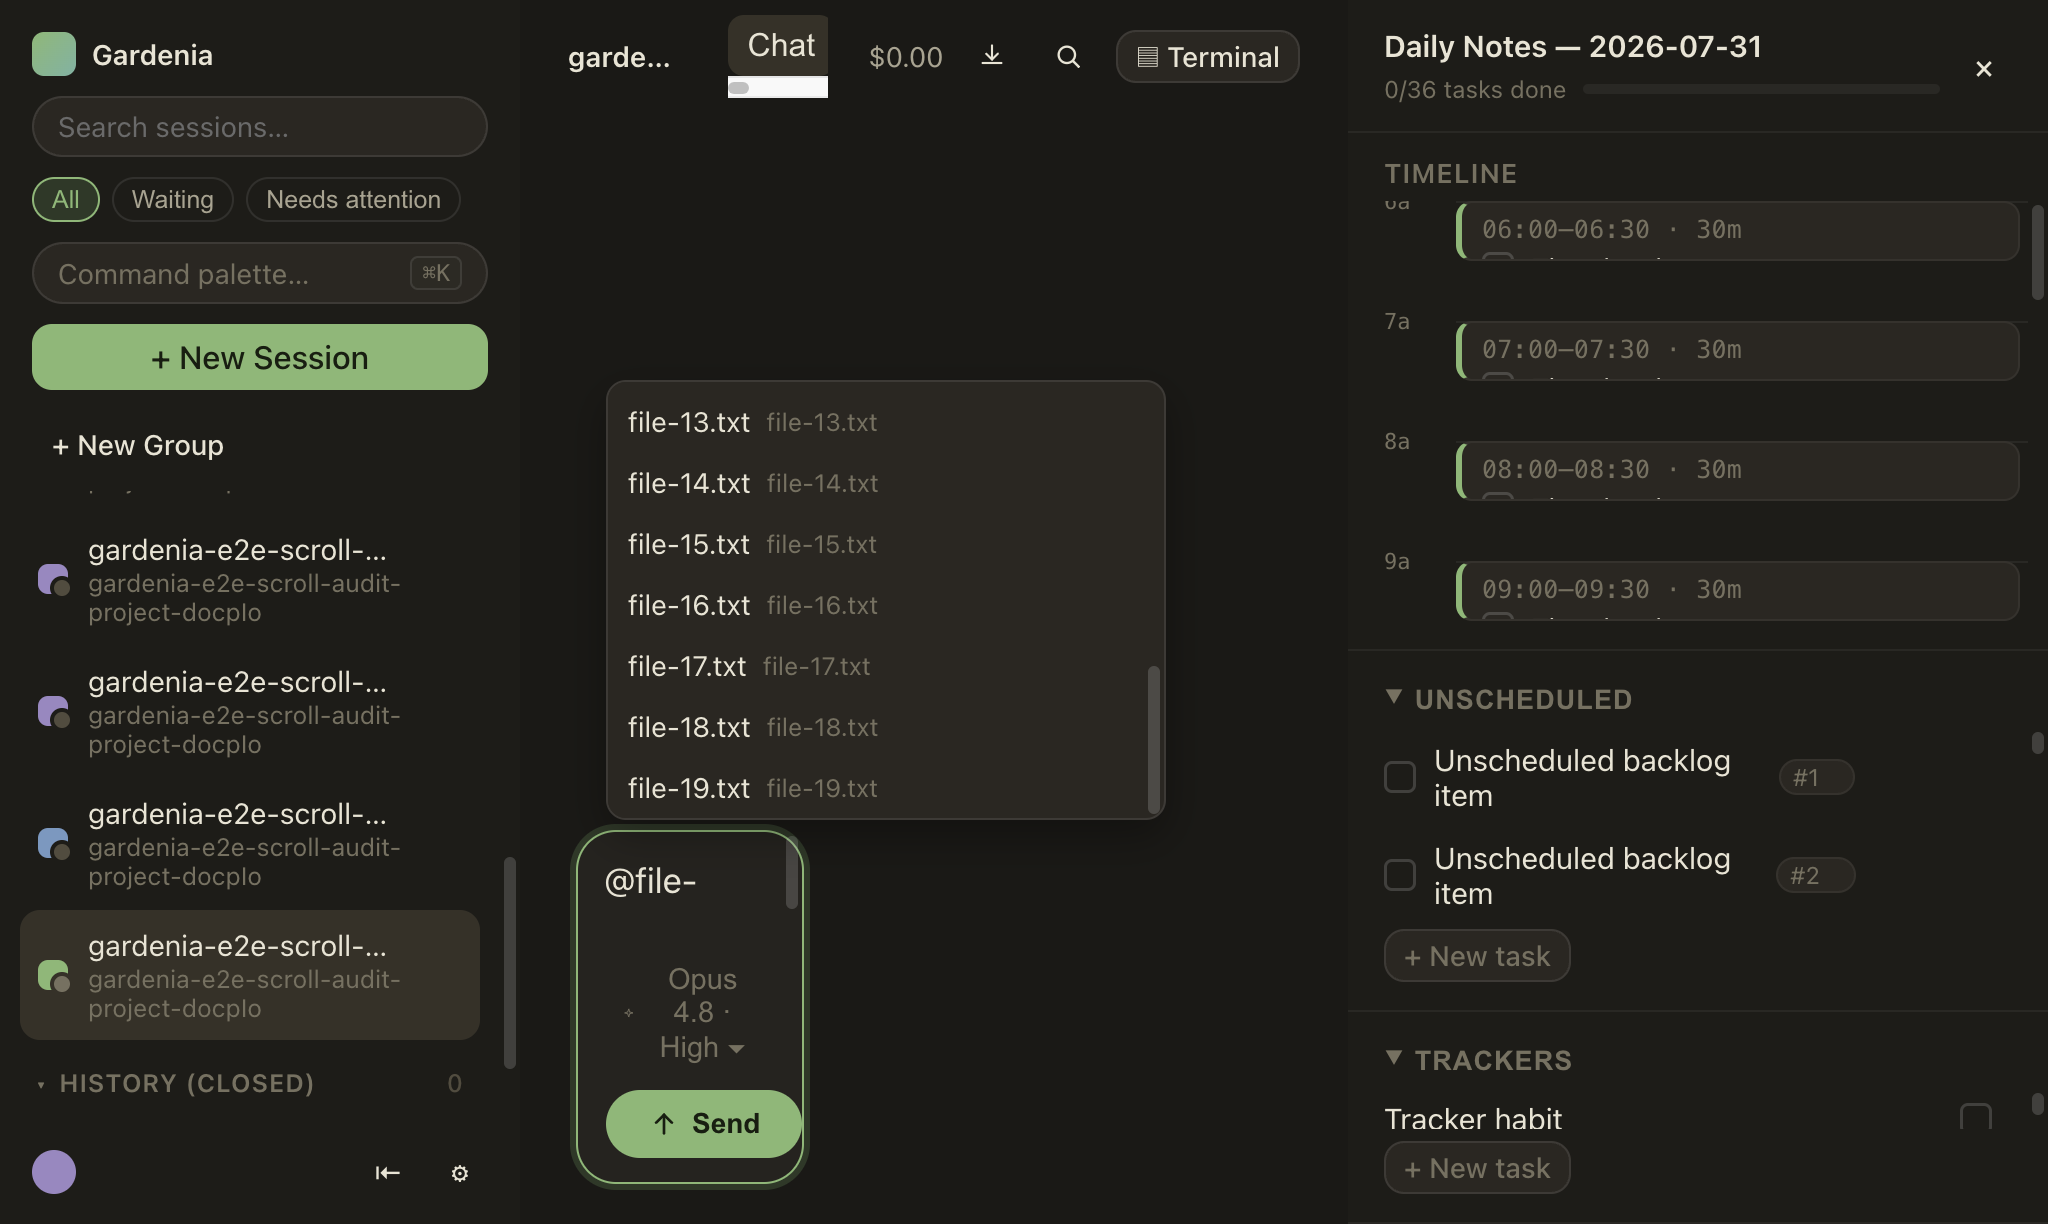 Gardenia
Search sessions...
All
Waiting
Needs attention
Command palette...
⌘K
+ New Session
+ New Group
gardenia-e2e-scroll-...
gardenia-e2e-scroll-audit-
project-docplo
gardenia-e2e-scroll-...
gardenia-e2e-scroll-audit-
project-docplo
gardenia-e2e-scroll-...
gardenia-e2e-scroll-audit-
project-docplo
gardenia-e2e-scroll-...
gardenia-e2e-scroll-audit-
project-docplo
HISTORY (CLOSED) 0
garde...
Chat
$0.00
Terminal
file-13.txt file-13.txt
file-14.txt file-14.txt
file-15.txt file-15.txt
file-16.txt file-16.txt
file-17.txt file-17.txt
file-18.txt file-18.txt
file-19.txt file-19.txt
@file-
Opus
4.8 ·
High
Send
Daily Notes — 2026-07-31
0/36 tasks done
TIMELINE
6a
06:00–06:30 · 30m
7a
07:00–07:30 · 30m
8a
08:00–08:30 · 30m
9a
09:00–09:30 · 30m
UNSCHEDULED
Unscheduled backlog
item
#1
Unscheduled backlog
item
#2
+ New task
TRACKERS
Tracker habit
+ New task